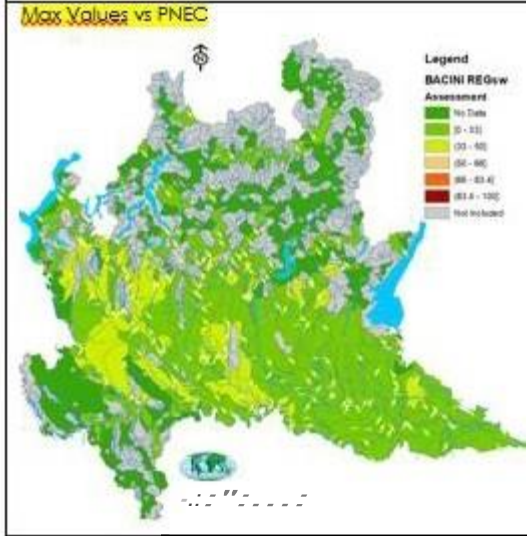 Max Values vs PNEC
N
Legend
BACINI REGsw
Assessment
No Data
[0 - 33]
(33 - 50]
(50 - 66]
(66 - 83.4]
(83.4 - 100]
Not Included